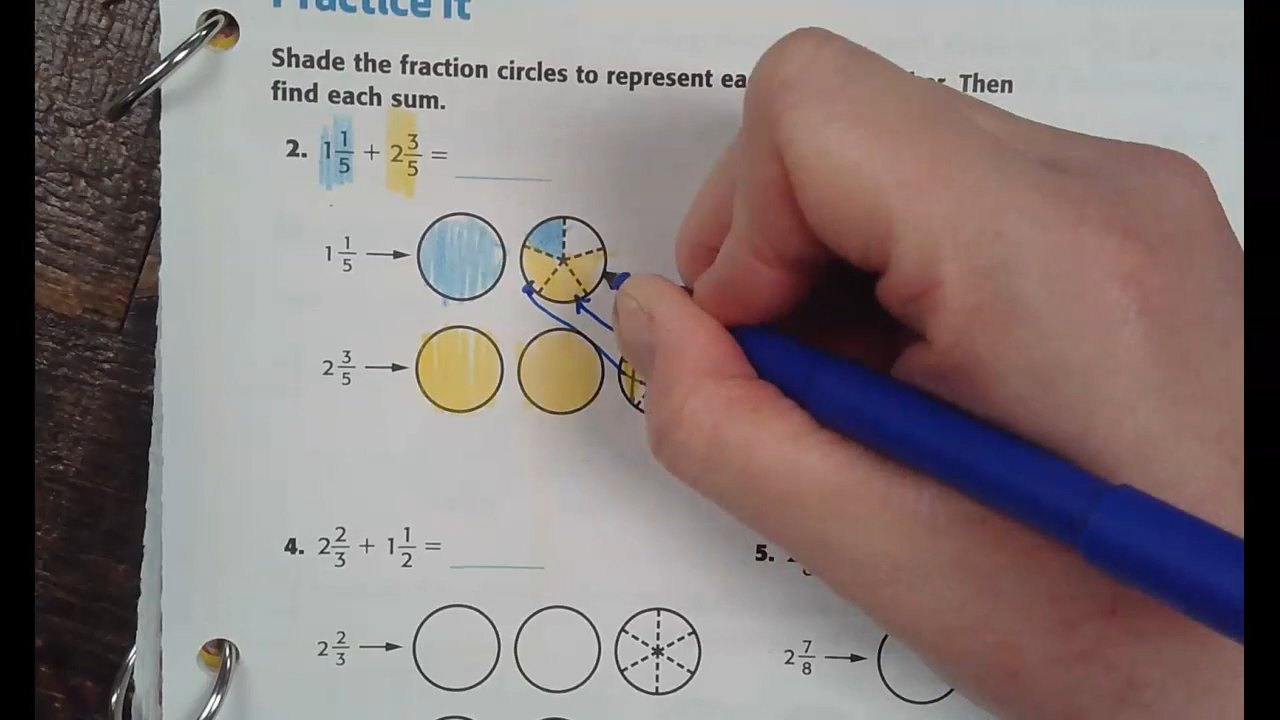 Practice It
Shade the fraction circles to represent
Then
find each sum.
2. 1 1/5 + 2 3/5 =
1 1/5
2 3/5
4. 2 2/3 + 1 1/2 =
5.
2 2/3
2 7/8